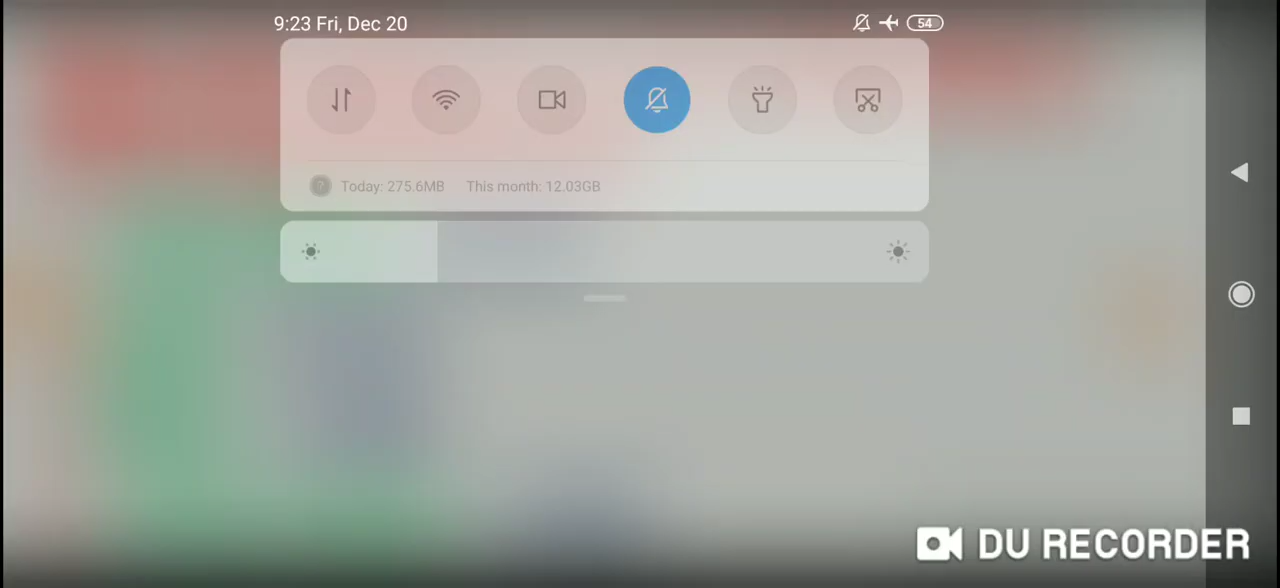 9:23 Fri, Dec 20
54
Today: 275.6MB This month: 12.03GB
DU RECORDER